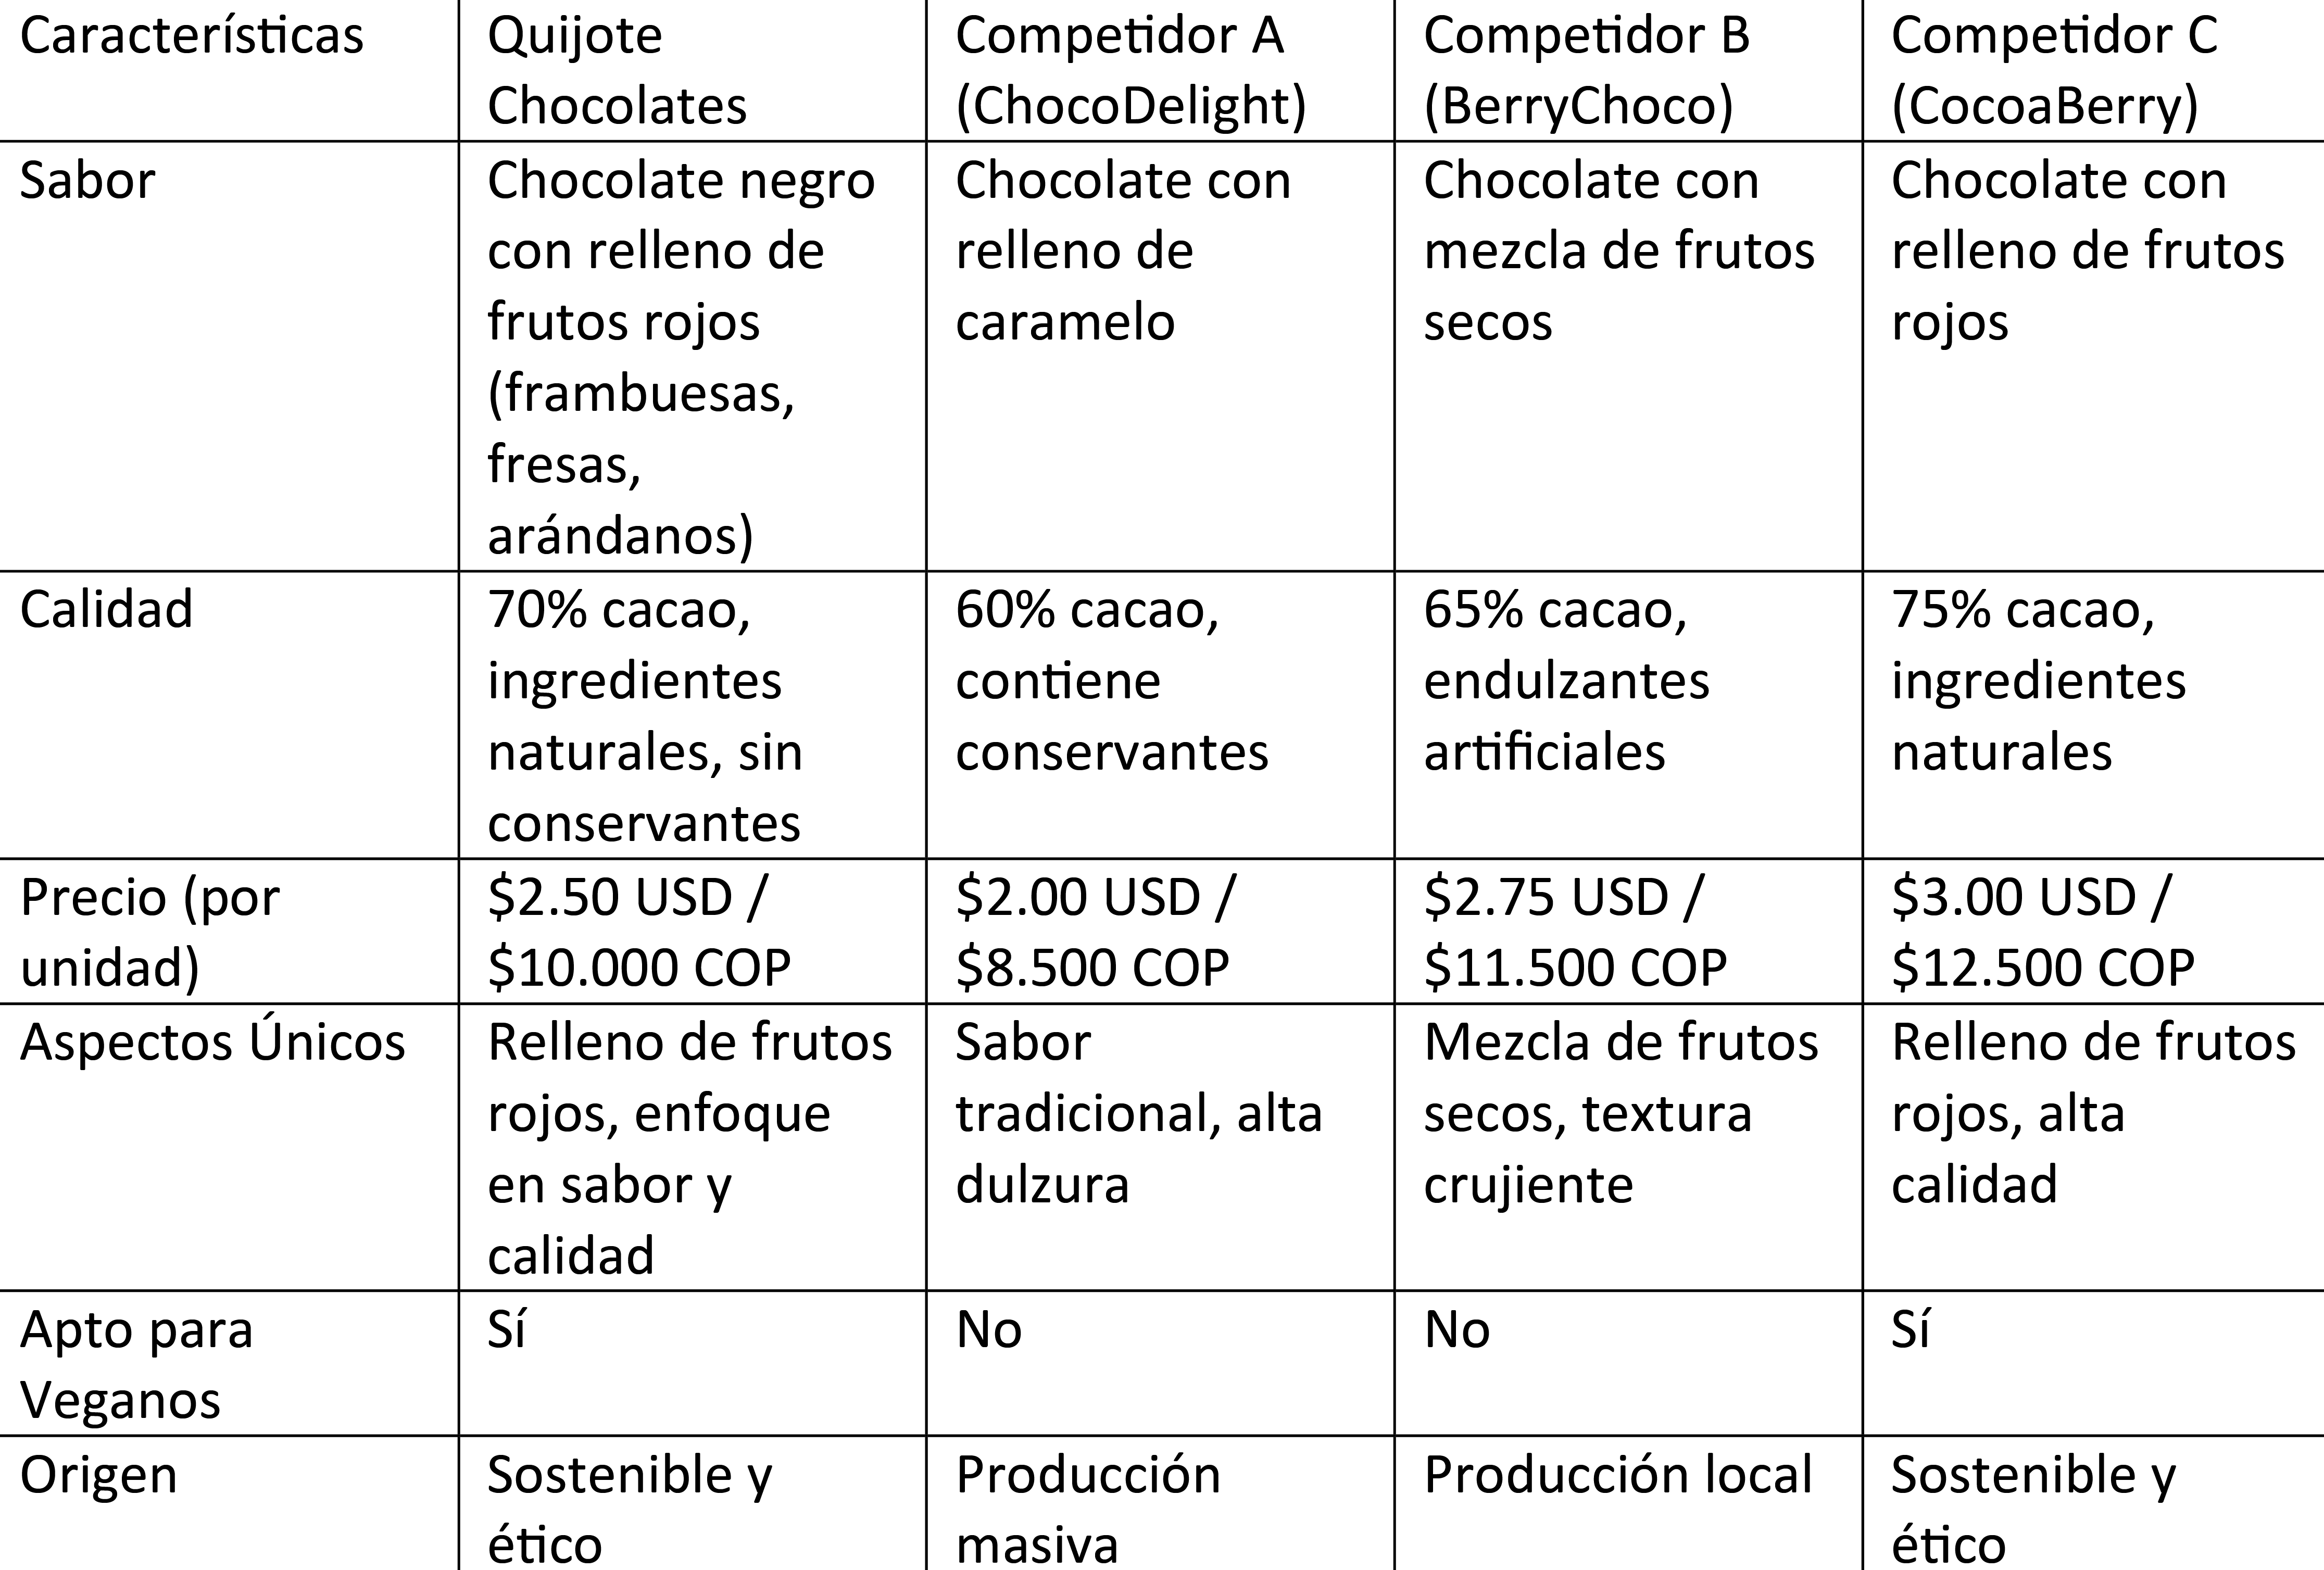 Características
Quijote
Chocolates
Competidor A
(ChocoDelight)
Competidor B
(BerryChoco)
Competidor C
(CocoaBerry)
Sabor
Chocolate negro
con relleno de
frutos rojos
(frambuesas,
fresas,
arándanos)
Chocolate con
relleno de
caramelo
Chocolate con
mezcla de frutos
secos
Chocolate con
relleno de frutos
rojos
Calidad
70% cacao,
ingredientes
naturales, sin
conservantes
60% cacao,
contiene
conservantes
65% cacao,
endulzantes
artificiales
75% cacao,
ingredientes
naturales
Precio (por
unidad)
$2.50 USD /
$10.000 COP
$2.00 USD /
$8.500 COP
$2.75 USD /
$11.500 COP
$3.00 USD /
$12.500 COP
Aspectos Únicos
Relleno de frutos
rojos, enfoque
en sabor y
calidad
Sabor
tradicional, alta
dulzura
Mezcla de frutos
secos, textura
crujiente
Relleno de frutos
rojos, alta
calidad
Apto para
Veganos
Sí
No
No
Sí
Origen
Sostenible y
ético
Producción
masiva
Producción local
Sostenible y
ético